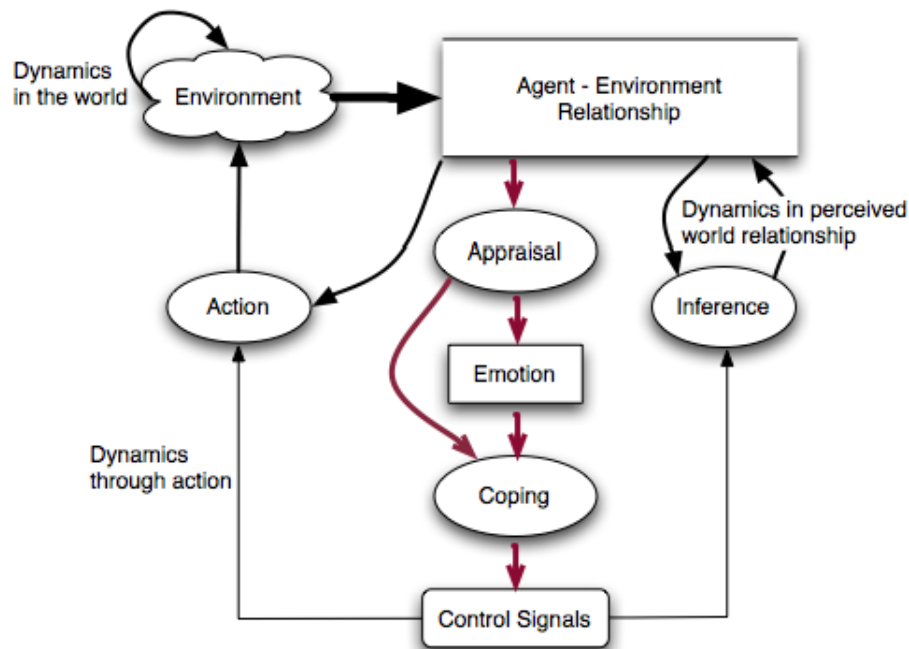 Dynamics
in the world
Environment
Agent - Environment
Relationship
Appraisal
Dynamics in perceived
world relationship
Action
Inference
Emotion
Dynamics
through action
Coping
Control Signals